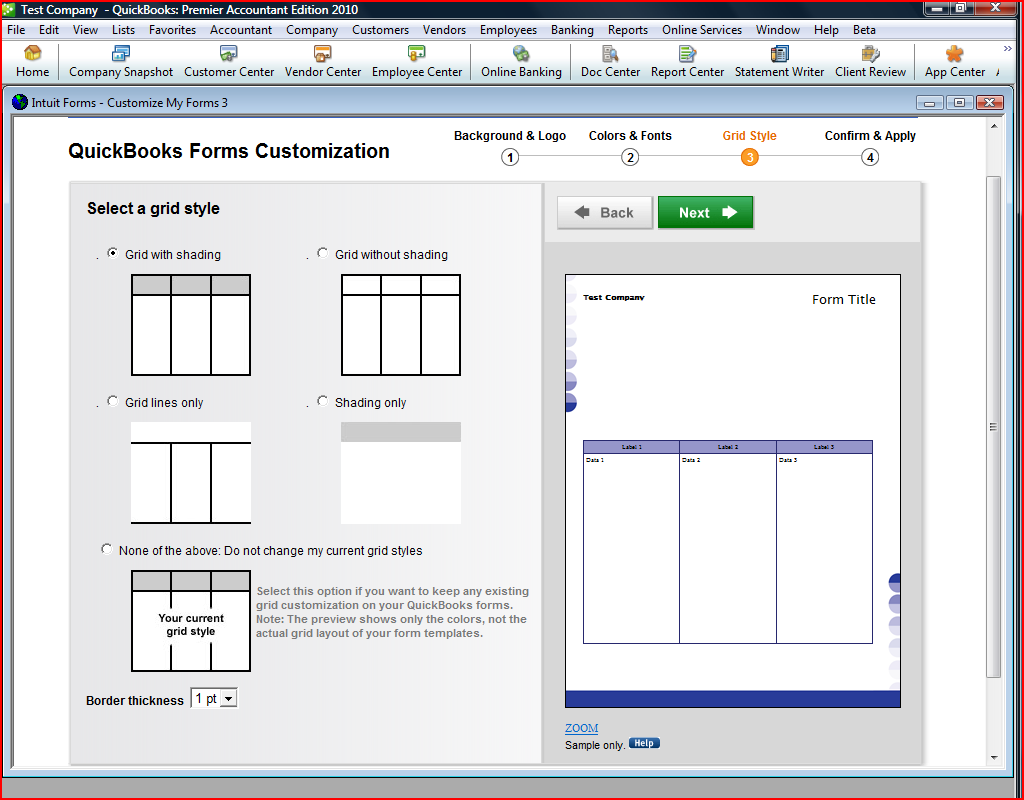 Test Company - QuickBooks: Premier Accountant Edition 2010
File Edit View Lists Favorites Accountant Company Customers Vendors Employees Banking Reports Online Services Window Help Beta
Home Company Snapshot Customer Center Vendor Center Employee Center Online Banking Doc Center Report Center Statement Writer Client Review App Center
Intuit Forms - Customize My Forms 3
QuickBooks Forms Customization
Background & Logo Colors & Fonts Grid Style Confirm & Apply
1 2 3 4
Select a grid style
Back Next
. Grid with shading . Grid without shading
. Grid lines only . Shading only
None of the above: Do not change my current grid styles
Your current
grid style
Select this option if you want to keep any existing
grid customization on your QuickBooks forms.
Note: The preview shows only the colors, not the
actual grid layout of your form templates.
Border thickness 1 pt
Test Company Form Title
Label 1 Label 2 Label 3
Data 1 Data 2 Data 3
ZOOM
Sample only. Help